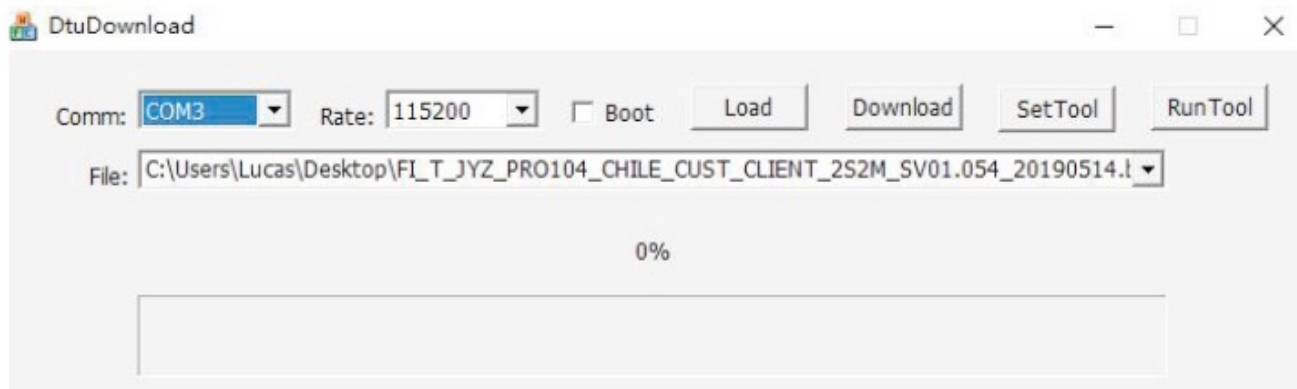 DtuDownload
Comm: COM3 Rate: 115200 Boot Load Download SetTool RunTool
File: C:\Users\Lucas\Desktop\FI_T_JYZ_PRO104_CHILE_CUST_CLIENT_2S2M_SV01.054_20190514.
0%